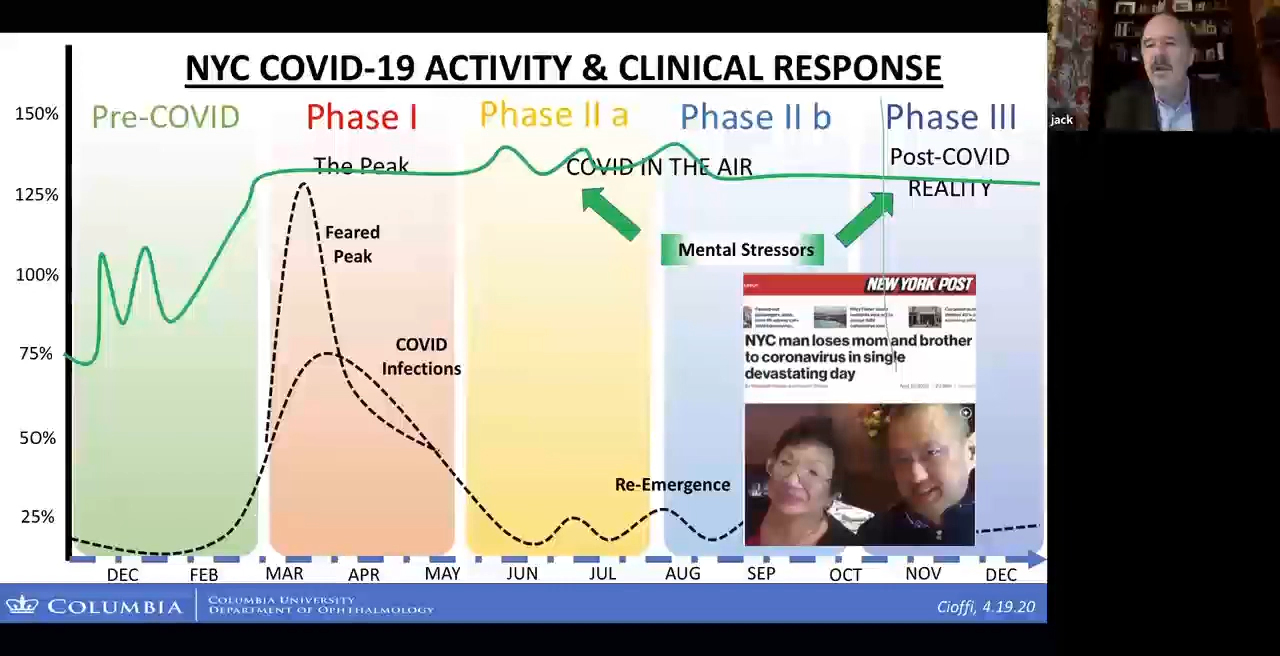 NYC COVID-19 ACTIVITY & CLINICAL RESPONSE
Pre-COVID
Phase I
Phase II a
Phase II b
Phase III
The Peak
COVID IN THE AIR
Post-COVID
REALITY
150%
125%
100%
75%
50%
25%
Feared
Peak
COVID
Infections
Mental Stressors
Re-Emergence
NEW YORK POST
NYC man loses mom and brother
to coronavirus in single
devastating day
DEC
FEB
MAR
APR
MAY
JUN
JUL
AUG
SEP
OCT
NOV
DEC
COLUMBIA
COLUMBIA UNIVERSITY
DEPARTMENT OF OPHTHALMOLOGY
Cioffi, 4.19.20
jack